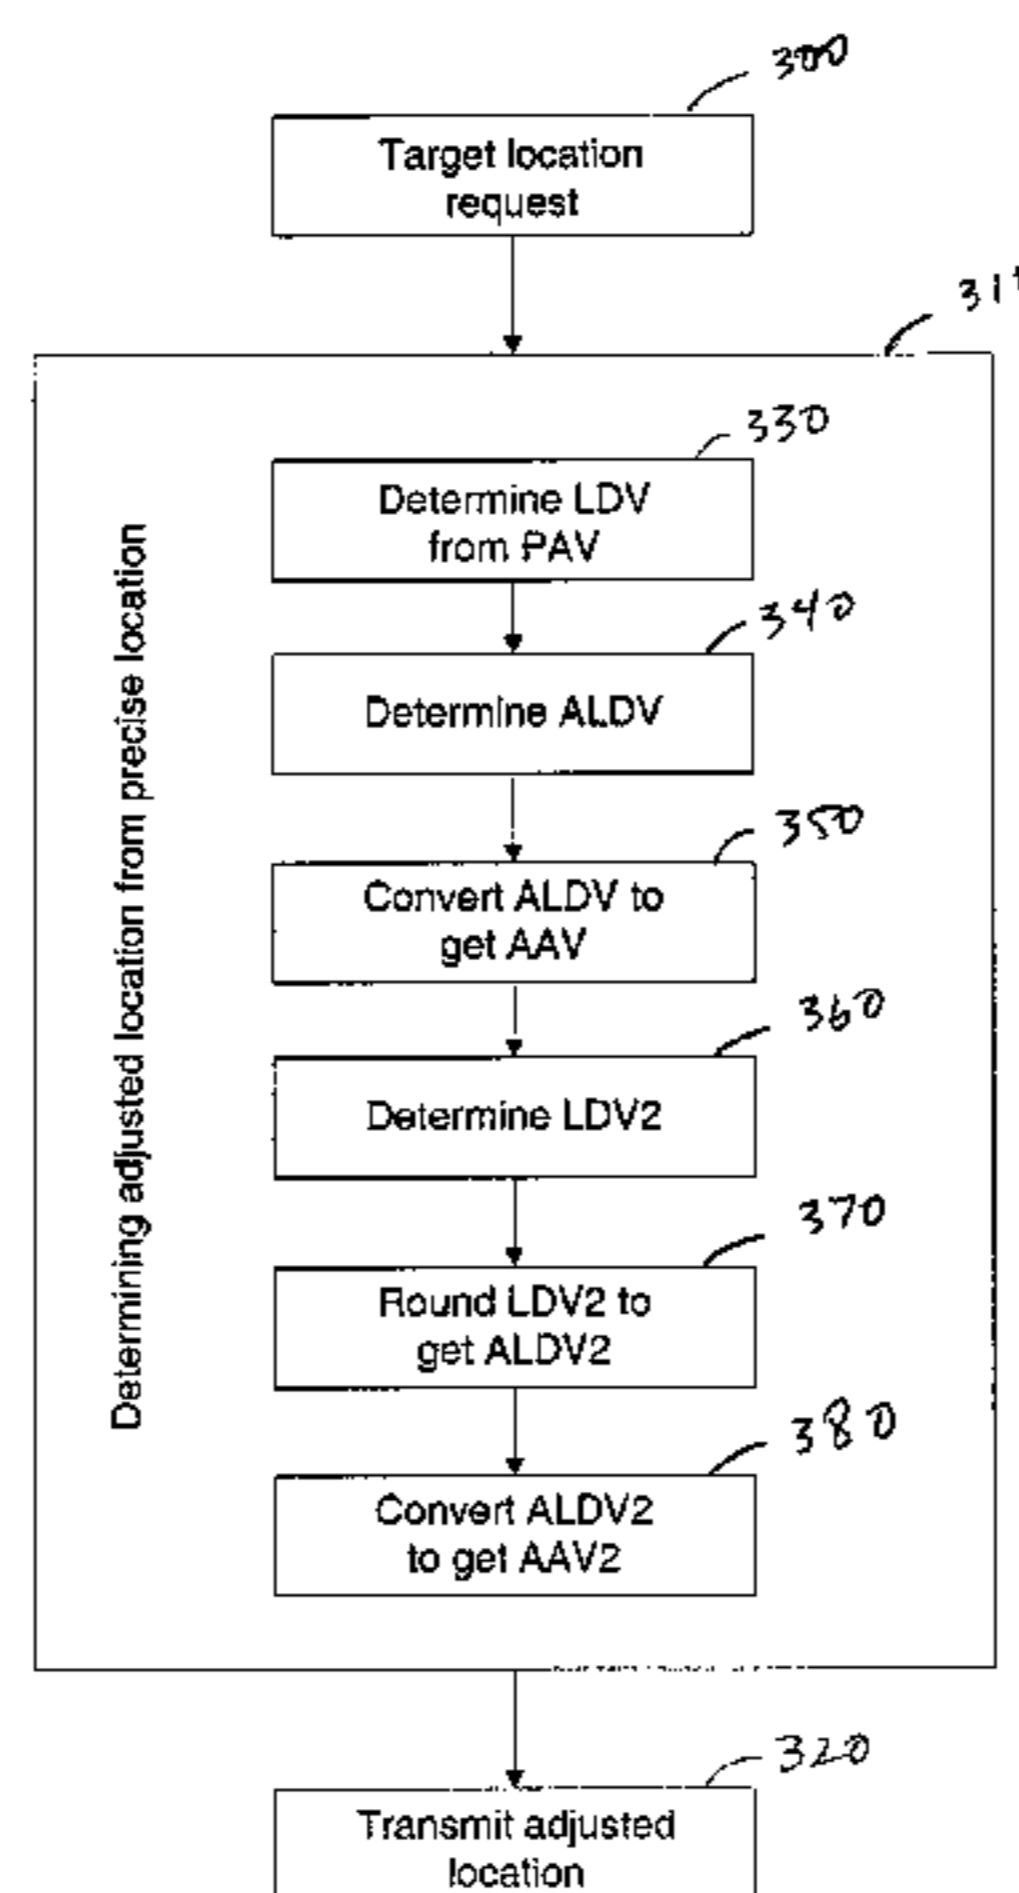 300
Target location
request
330
Determine LDV
from PAV
340
Determine ALDV
350
Convert ALDV to
get AAV
360
Determine LDV2
370
Round LDV2 to
get ALDV2
380
Convert ALDV2
to get AAV2
Determining adjusted location from precise location
320
Transmit adjusted
location